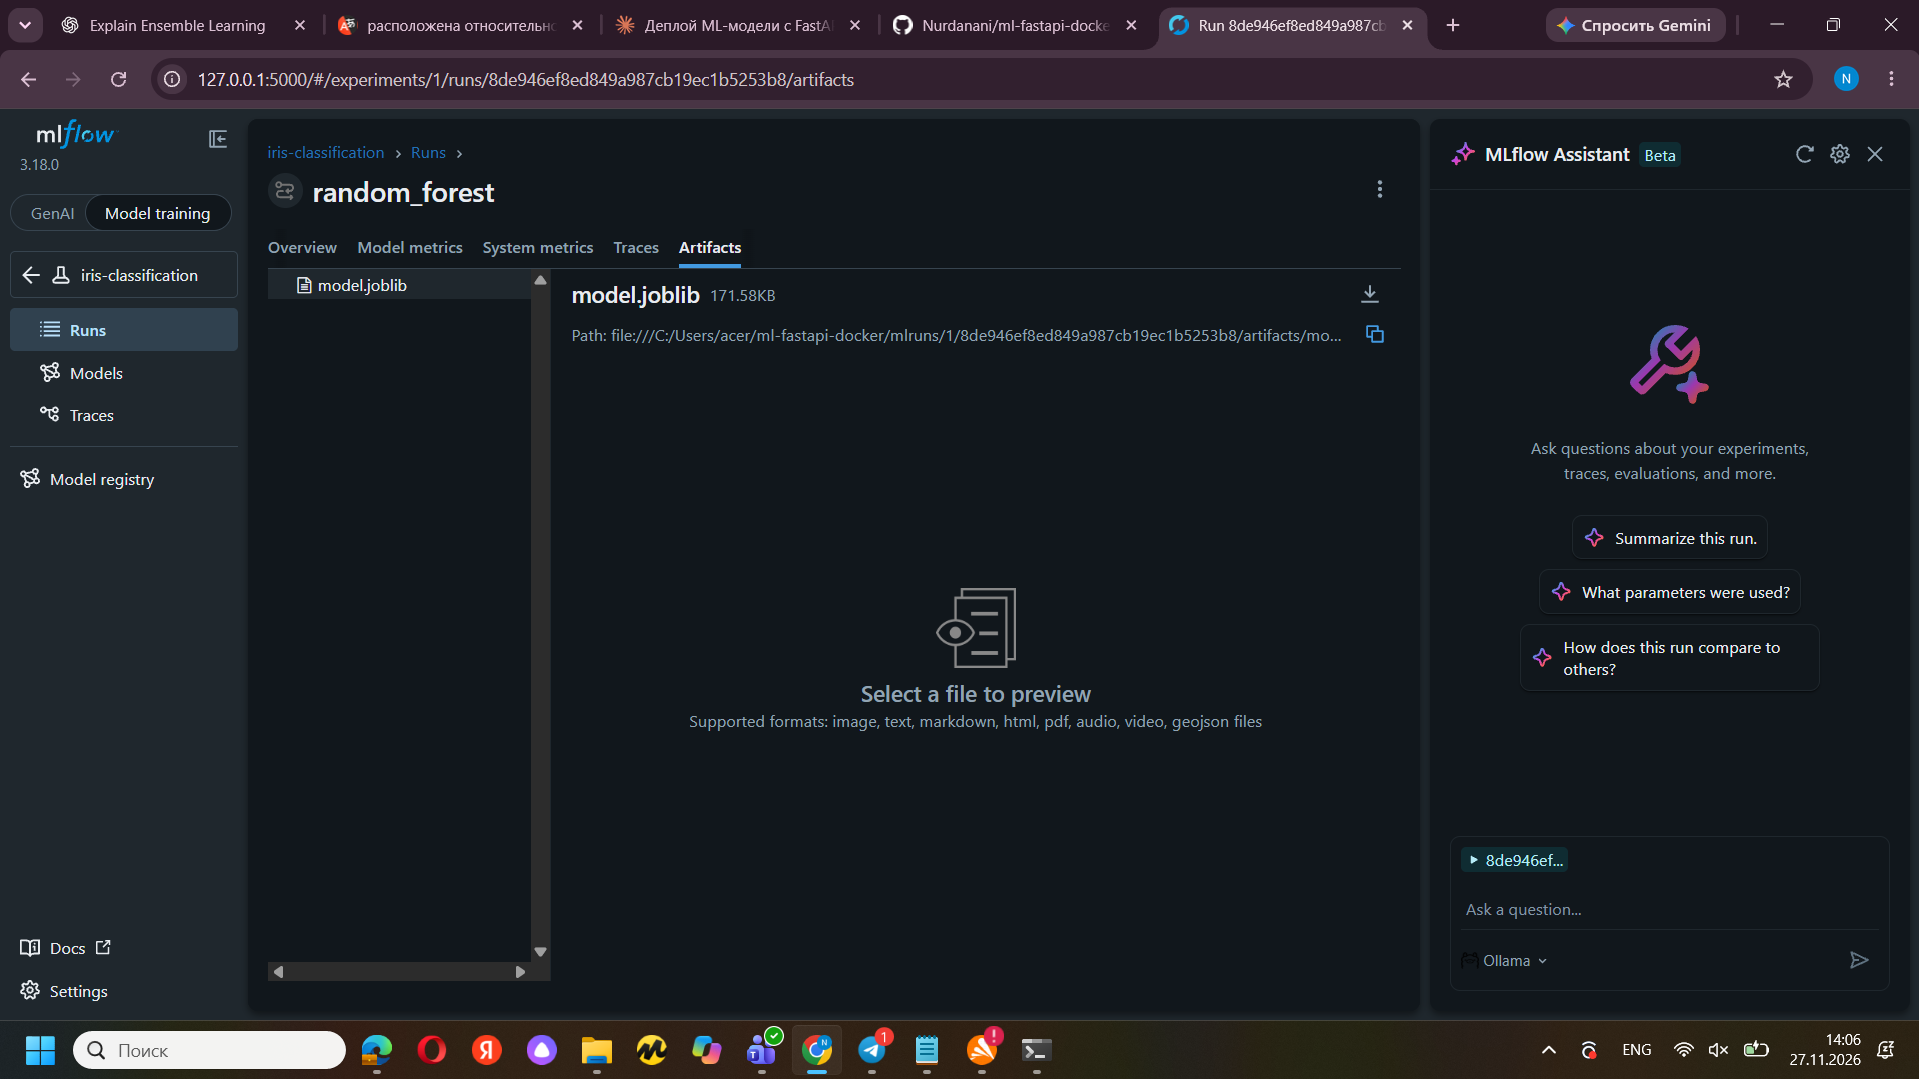 Explain Ensemble Learning
расположена относительно
Деплой ML-модели с FastA
Nurdanani/ml-fastapi-docke
Run 8de946ef8ed849a987cb
Спросить Gemini
127.0.0.1:5000/#/experiments/1/runs/8de946ef8ed849a987cb19ec1b5253b8/artifacts
N
mlflow
3.18.0
GenAI
Model training
iris-classification
Runs
Models
Traces
Model registry
Docs
Settings
iris-classification > Runs >
random_forest
Overview
Model metrics
System metrics
Traces
Artifacts
model.joblib
model.joblib 171.58KB
Path: file:///C:/Users/acer/ml-fastapi-docker/mlruns/1/8de946ef8ed849a987cb19ec1b5253b8/artifacts/mo...
Select a file to preview
Supported formats: image, text, markdown, html, pdf, audio, video, geojson files
MLflow Assistant Beta
Ask questions about your experiments,
traces, evaluations, and more.
Summarize this run.
What parameters were used?
How does this run compare to
others?
8de946ef...
Ask a question...
Ollama
Поиск
1
ENG
14:06
27.11.2026